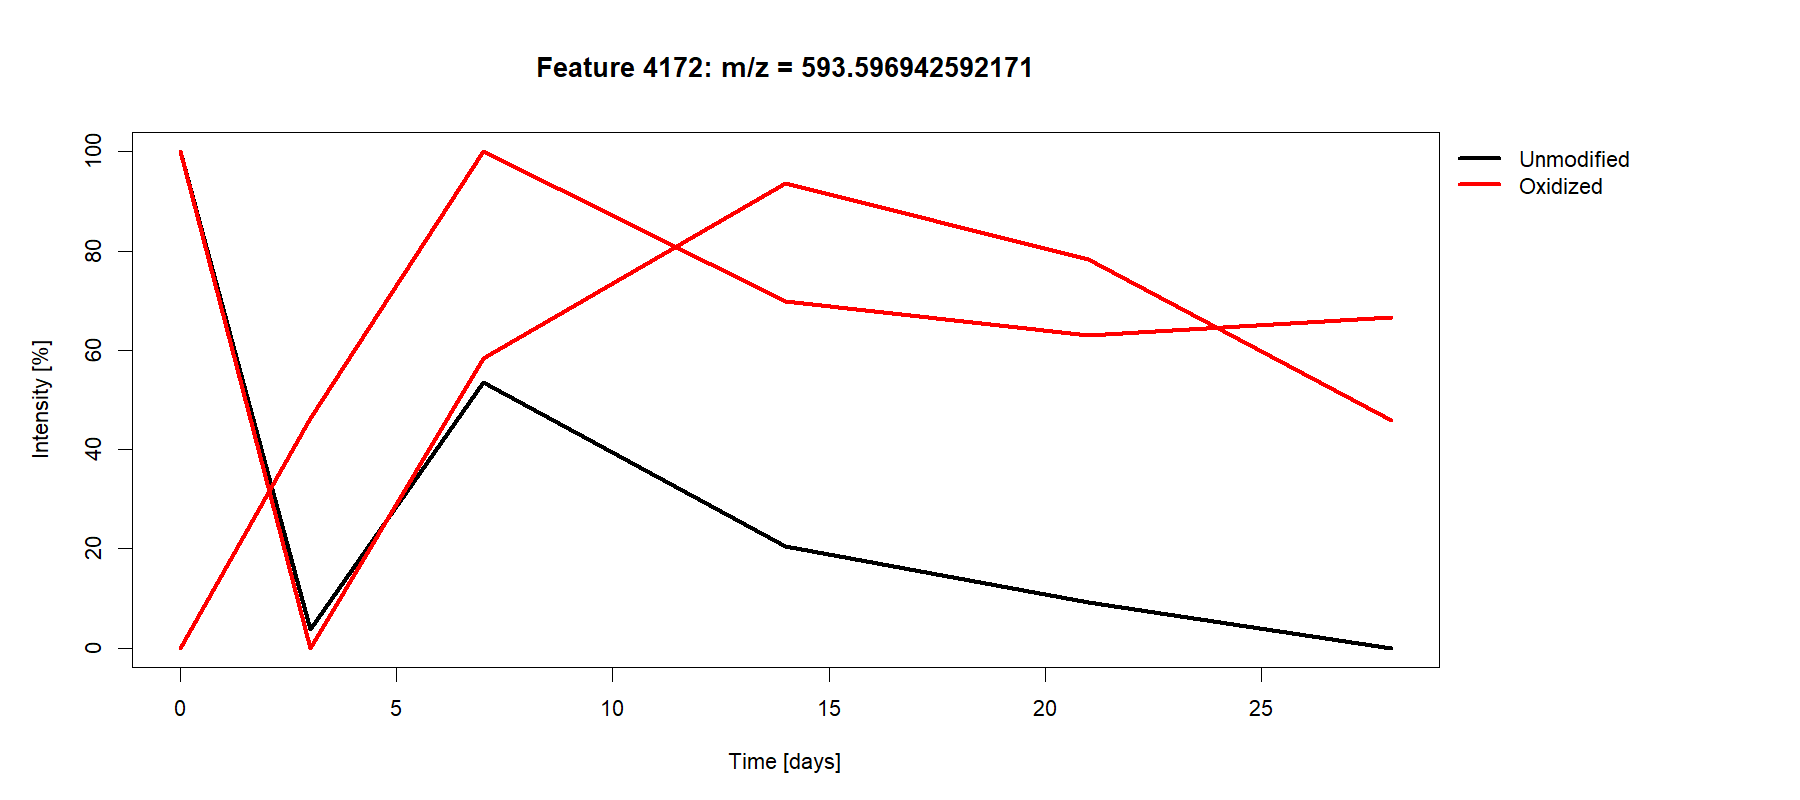 Feature 4172: m/z = 593.596942592171
Unmodified
Oxidized
Intensity [%]
100
80
60
40
20
0
0 5 10 15 20 25
Time [days]